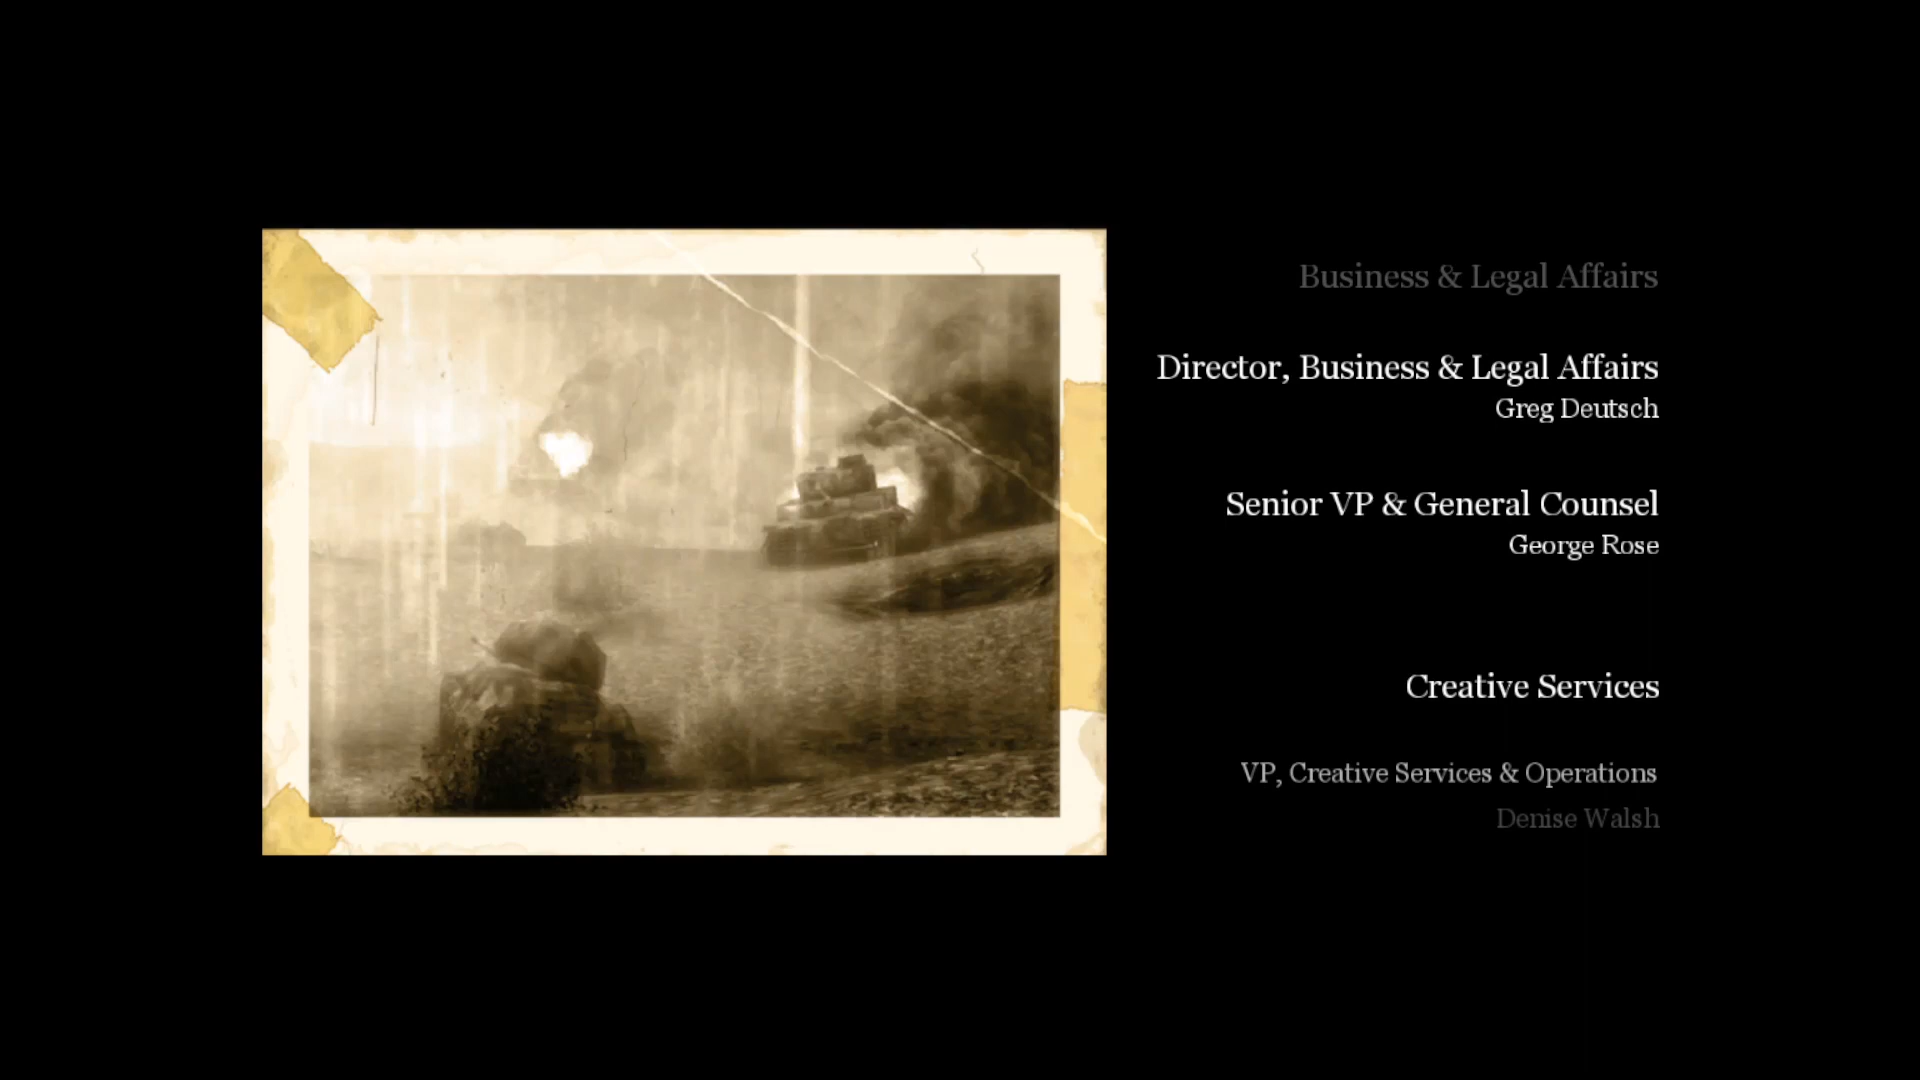 Business & Legal Affairs
Director, Business & Legal Affairs
Greg Deutsch
Senior VP & General Counsel
George Rose
Creative Services
VP, Creative Services & Operations
Denise Walsh